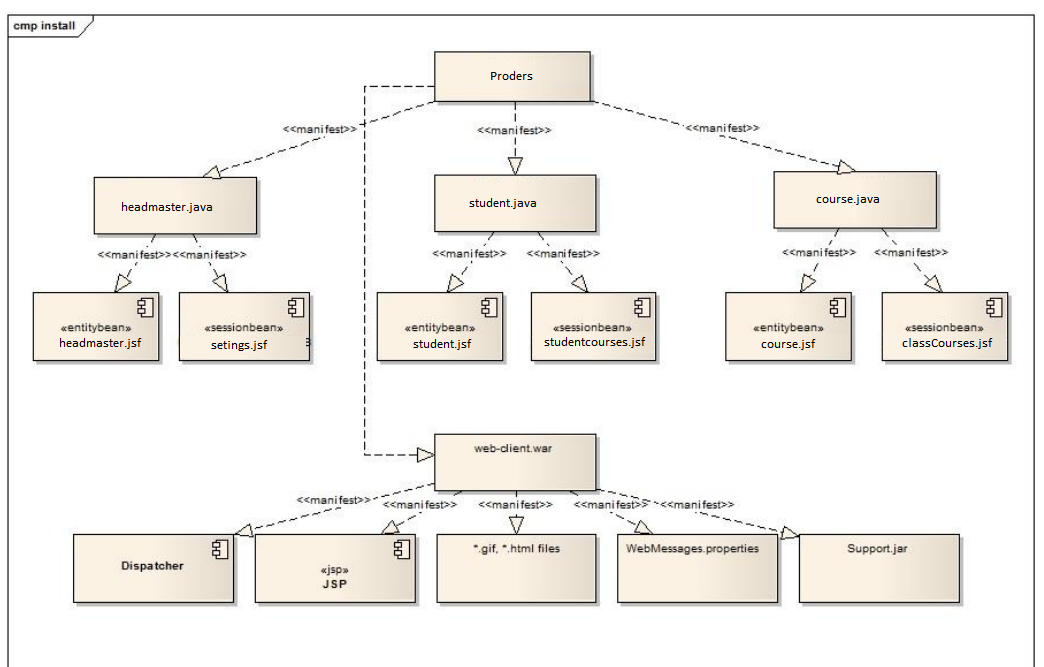 cmp install
Proders
<<manifest>>
<<manifest>>
<<manifest>>
headmaster.java
student.java
course.java
<<manifest>>
<<manifest>>
<<manifest>>
<<manifest>>
<<manifest>>
<<manifest>>
«entitybean»
headmaster.jsf
«sessionbean»
setings.jsf
«entitybean»
student.jsf
«sessionbean»
studentcourses.jsf
«entitybean»
course.jsf
«sessionbean»
classCourses.jsf
web-client.war
<<manifest>>
<<manifest>>
<<manifest>>
<<manifest>>
<<manifest>>
Dispatcher
«jsp»
JSP
*.gif, *.html files
WebMessages.properties
Support.jar